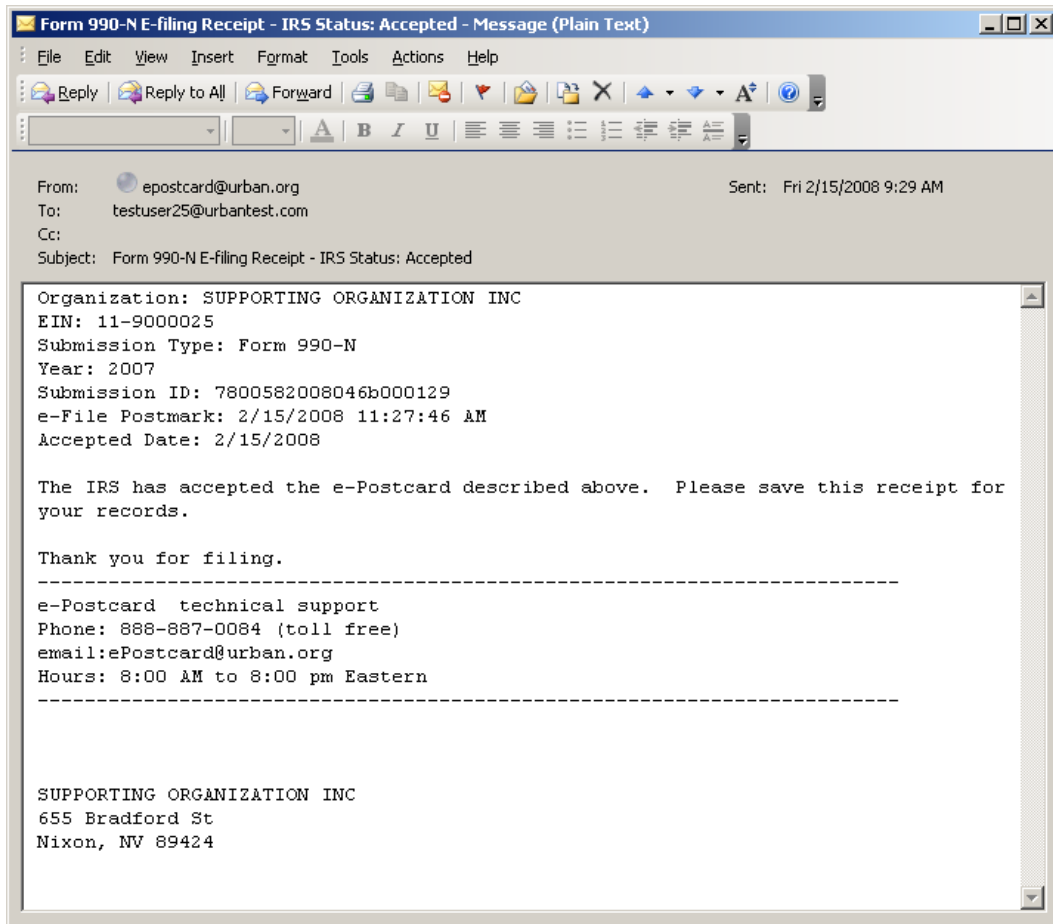 Form 990-N E-filing Receipt - IRS Status: Accepted - Message (Plain Text)
File Edit View Insert Format Tools Actions Help
Reply Reply to All Forward
A B I U
From: epostcard@urban.org Sent: Fri 2/15/2008 9:29 AM
To: testuser25@urbantest.com
Cc:
Subject: Form 990-N E-filing Receipt - IRS Status: Accepted
Organization: SUPPORTING ORGANIZATION INC
EIN: 11-9000025
Submission Type: Form 990-N
Year: 2007
Submission ID: 7800582008046b000129
e-File Postmark: 2/15/2008 11:27:46 AM
Accepted Date: 2/15/2008
The IRS has accepted the e-Postcard described above.  Please save this receipt for
your records.
Thank you for filing.
-------------------------------------------------------------------------
e-Postcard  technical support
Phone: 888-887-0084 (toll free)
email:ePostcard@urban.org
Hours: 8:00 AM to 8:00 pm Eastern
-------------------------------------------------------------------------
SUPPORTING ORGANIZATION INC
655 Bradford St
Nixon, NV 89424